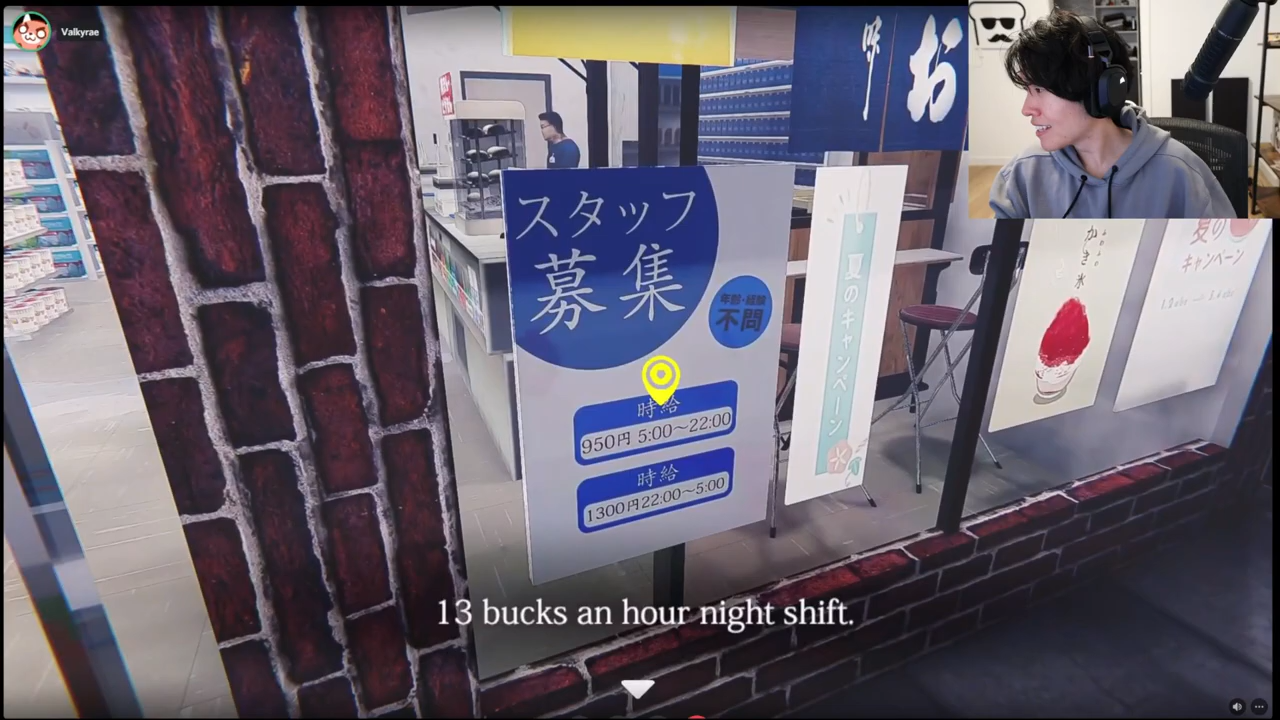 Valkyrae
味
お
スタッフ
募集
年齢・経験
不問
時給
950円 5:00～22:00
時給
1300円22:00～5:00
夏のキャンペーン
かき氷
夏の
キャンペーン
13 bucks an hour night shift.